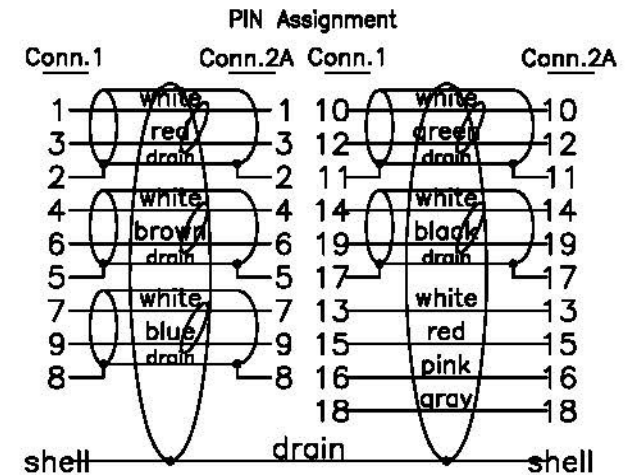 PIN Assignment
Conn.1 Conn.2A Conn.1 Conn.2A
1 white 1 10 white 10
3 red 3 12 green 12
2 drain 2 11 drain 11
4 white 4 14 white 14
6 brown 6 19 black 19
5 drain 5 17 drain 17
7 white 7 13 white 13
9 blue 9 15 red 15
8 drain 8 16 pink 16
18 gray 18
shell drain shell